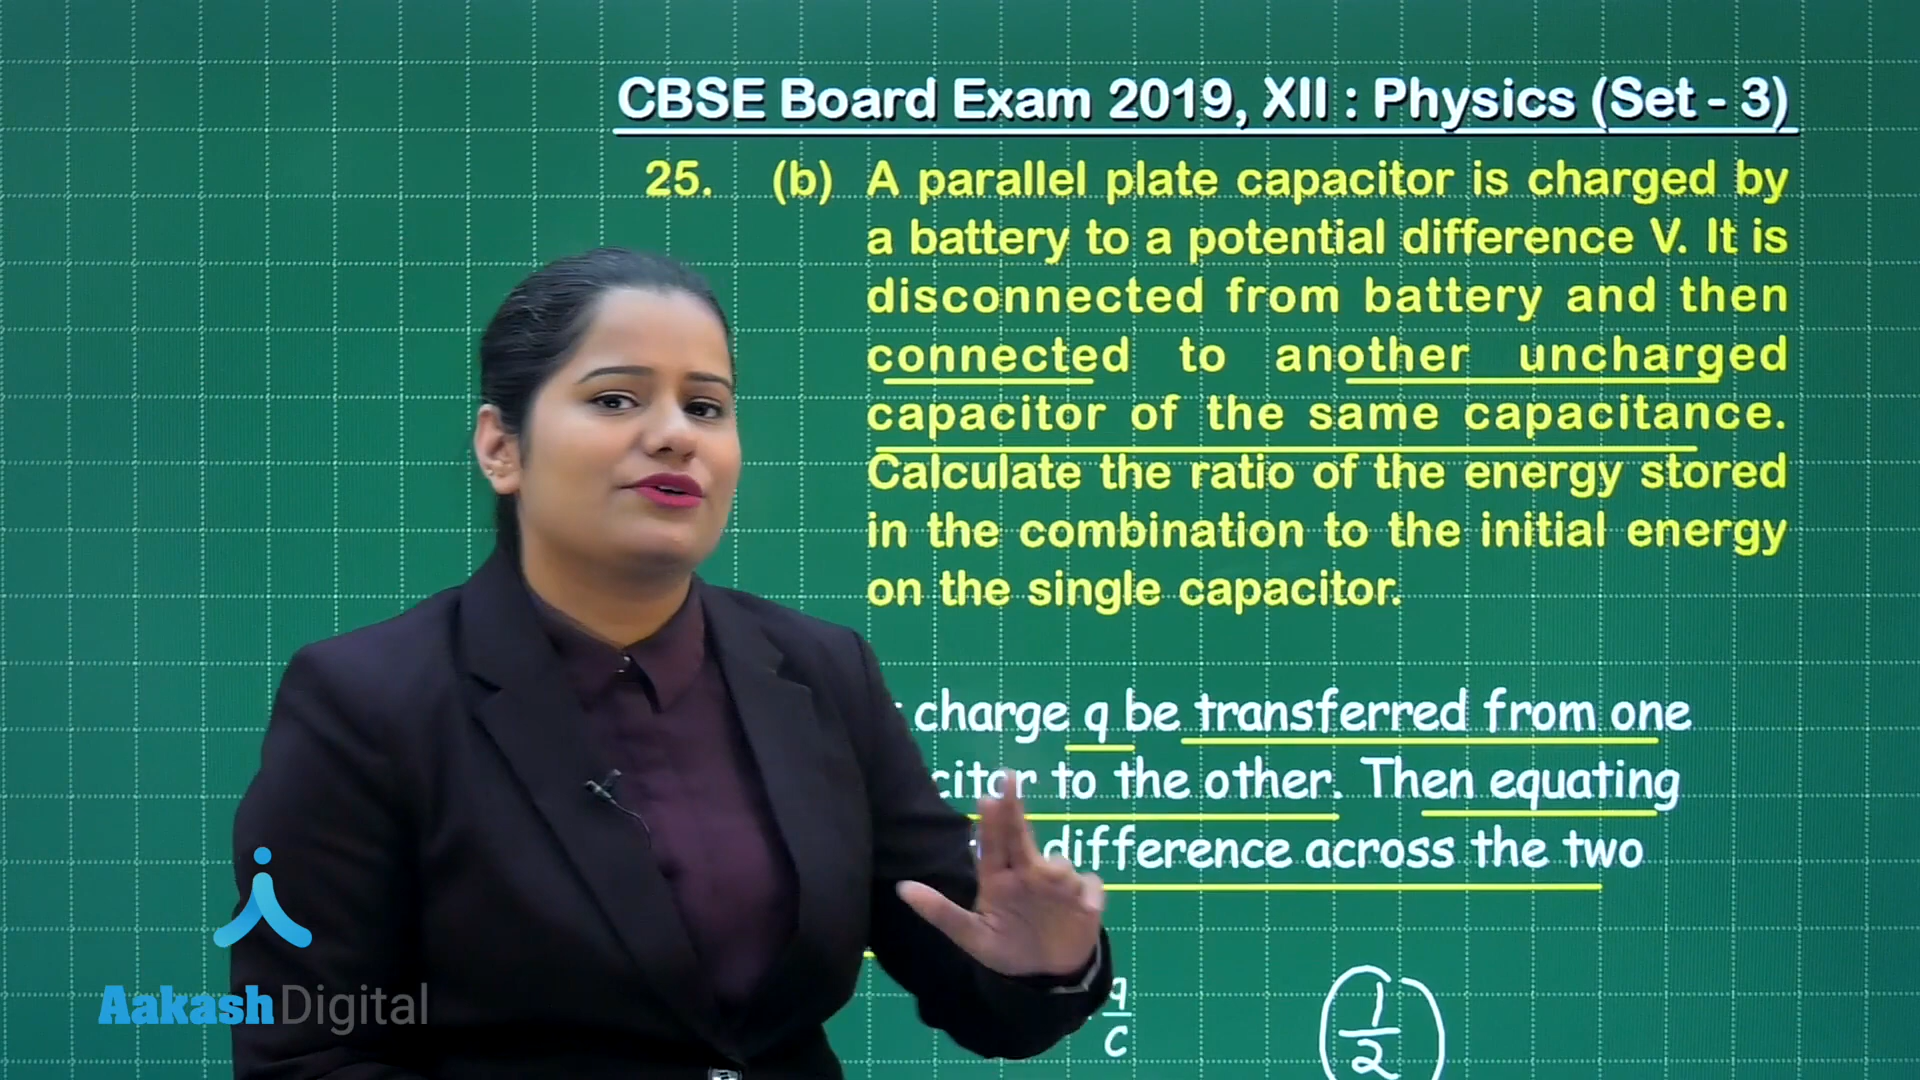 CBSE Board Exam 2019, XII : Physics (Set - 3)
25. (b) A parallel plate capacitor is charged by
a battery to a potential difference V. It is
disconnected from battery and then
connected to another uncharged
capacitor of the same capacitance.
Calculate the ratio of the energy stored
in the combination to the initial energy
on the single capacitor.
charge q be transferred from one
to the other. Then equating
difference across the two
q
C
1
2
Aakash Digital